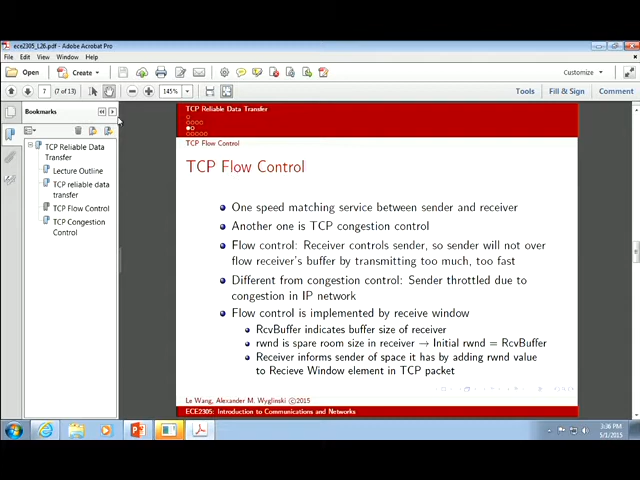 ece2305_L26.pdf - Adobe Acrobat Pro
File Edit View Window Help
Open Create Customize
7 (7 of 13) 145% Tools Fill & Sign Comment
Bookmarks
TCP Reliable Data
Transfer
Lecture Outline
TCP reliable data
transfer
TCP Flow Control
TCP Congestion
Control
TCP Reliable Data Transfer
TCP Flow Control
TCP Flow Control
One speed matching service between sender and receiver
Another one is TCP congestion control
Flow control: Receiver controls sender, so sender will not over
flow receiver's buffer by transmitting too much, too fast
Different from congestion control: Sender throttled due to
congestion in IP network
Flow control is implemented by receive window
RcvBuffer indicates buffer size of receiver
rwnd is spare room size in receiver → Initial rwnd = RcvBuffer
Receiver informs sender of space it has by adding rwnd value
to Recieve Window element in TCP packet
Le Wang, Alexander M. Wyglinski ©2015
ECE2305: Introduction to Communications and Networks
3:36 PM
5/1/2015